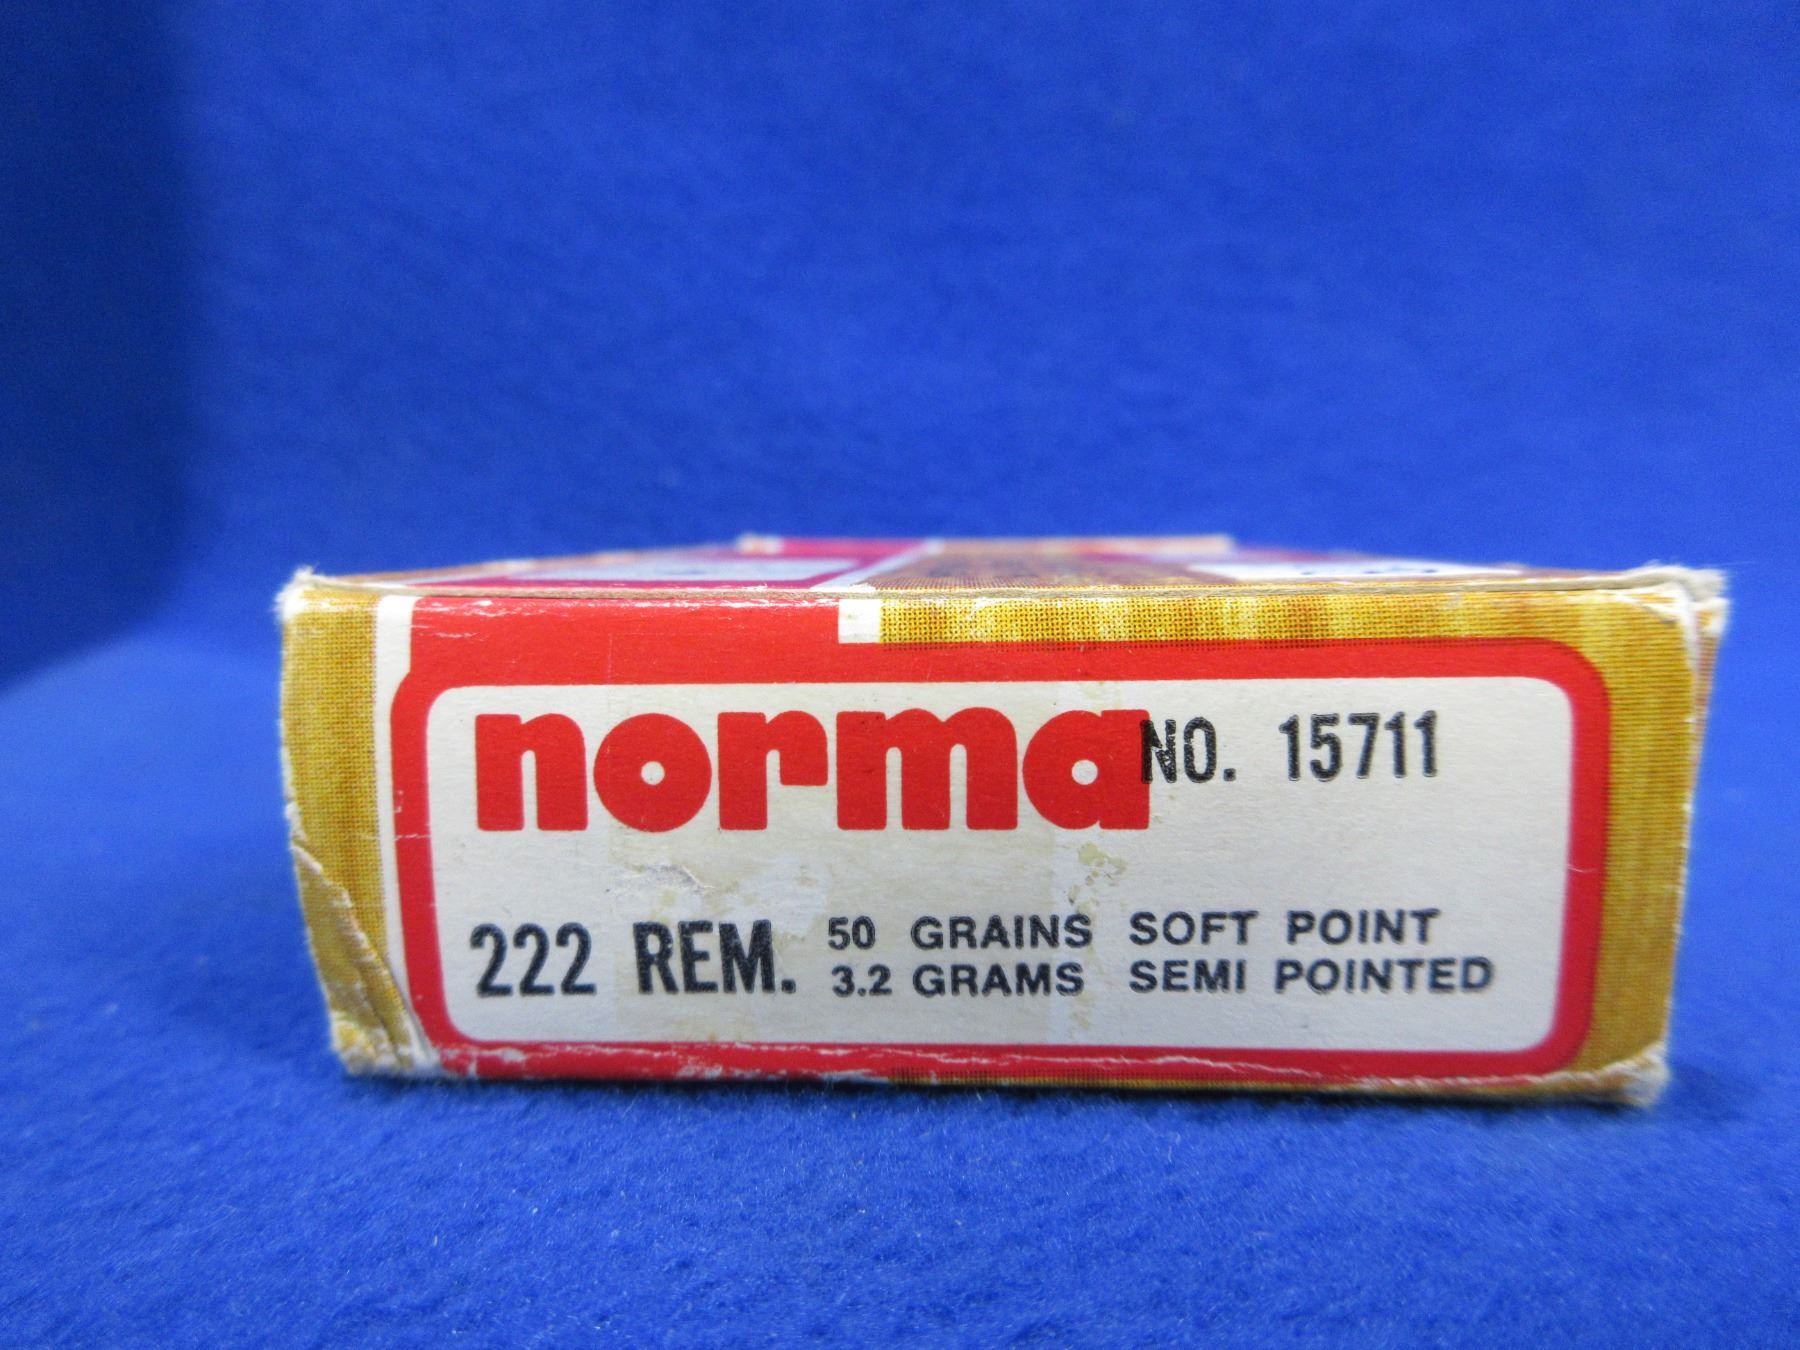 norma NO. 15711
222 REM. 50 GRAINS SOFT POINT
3.2 GRAMS SEMI POINTED